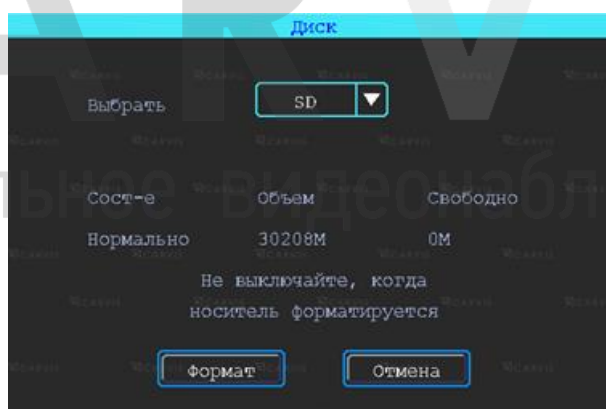 Диск
Выбрать SD
Сост-е Объем Свободно
Нормально 30208M 0M
Не выключайте, когда
носитель форматируется
Формат Отмена